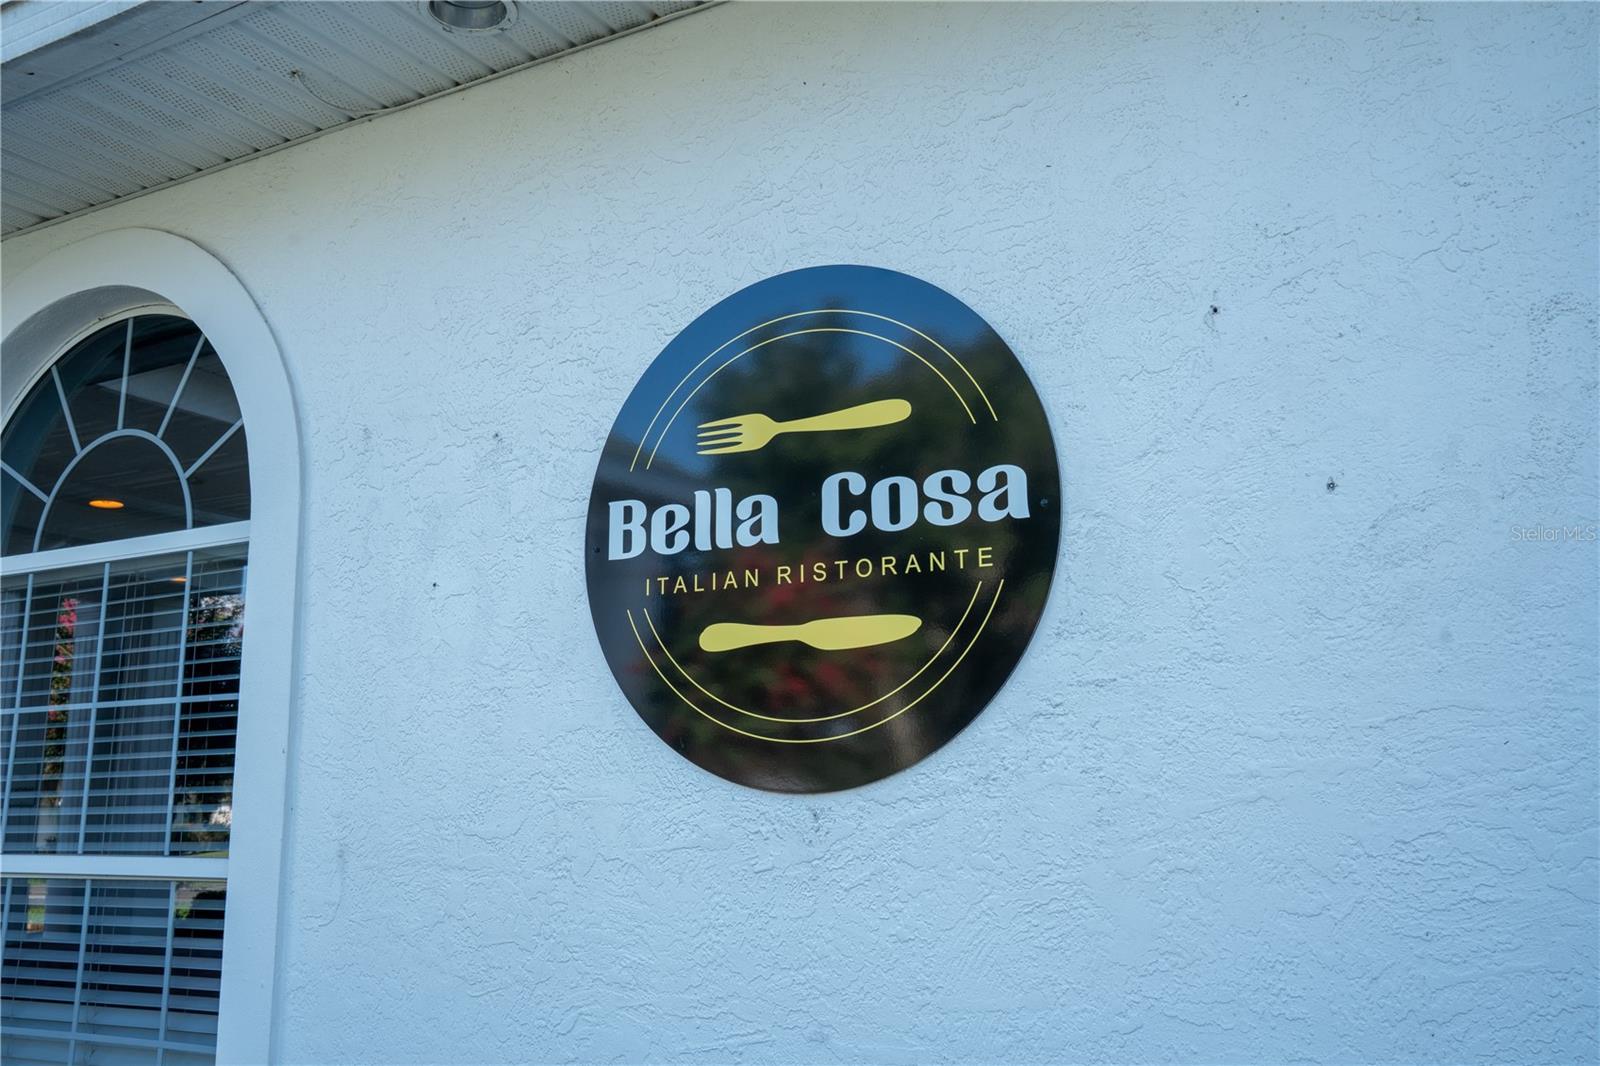 Bella Cosa
ITALIAN RISTORANTE
Stellar MLS